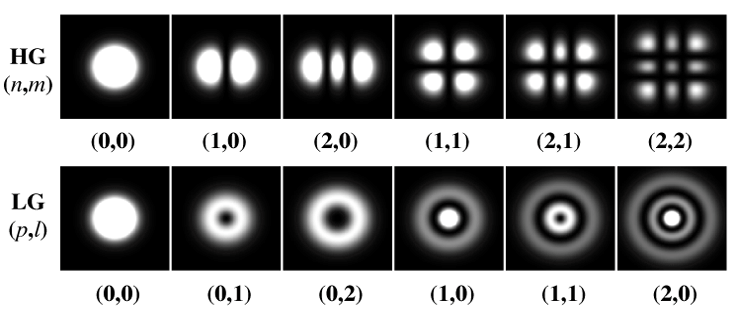 HG
(n,m)
(0,0) (1,0) (2,0) (1,1) (2,1) (2,2)
LG
(p,l)
(0,0) (0,1) (0,2) (1,0) (1,1) (2,0)